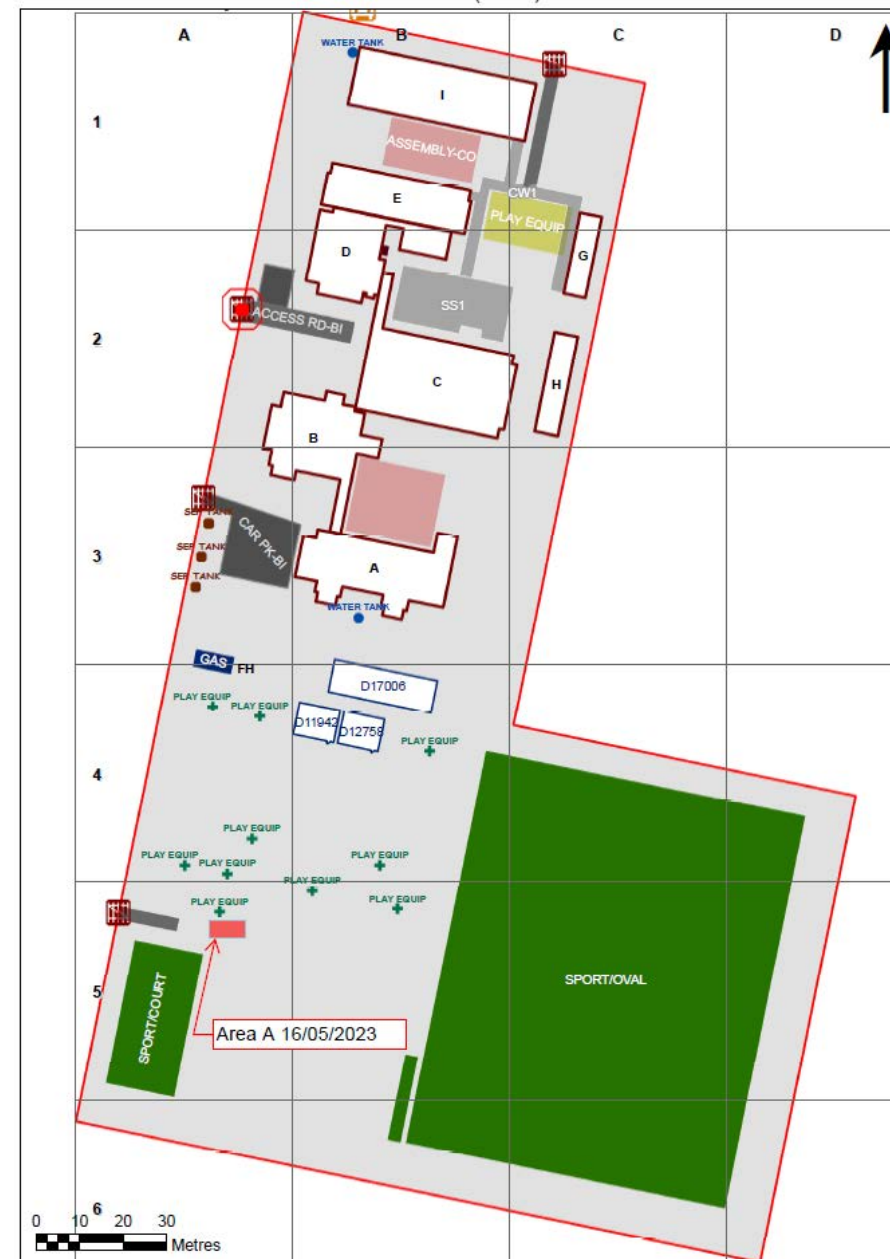 A
B
C
D
WATER TANK
I
1
ASSEMBLY-CO
E
CW1
PLAY EQUIP
G
D
SS1
ACCESS RD-BI
2
C
H
B
SEP TANK
CAR PK-BI
SEP TANK
3
A
SEP TANK
WATER TANK
GAS
FH
D17006
PLAY EQUIP
PLAY EQUIP
D11942
D12758
PLAY EQUIP
4
PLAY EQUIP
PLAY EQUIP
PLAY EQUIP
PLAY EQUIP
PLAY EQUIP
PLAY EQUIP
PLAY EQUIP
SPORT/OVAL
5
SPORT/COURT
Area A 16/05/2023
6
0 10 20 30
Metres